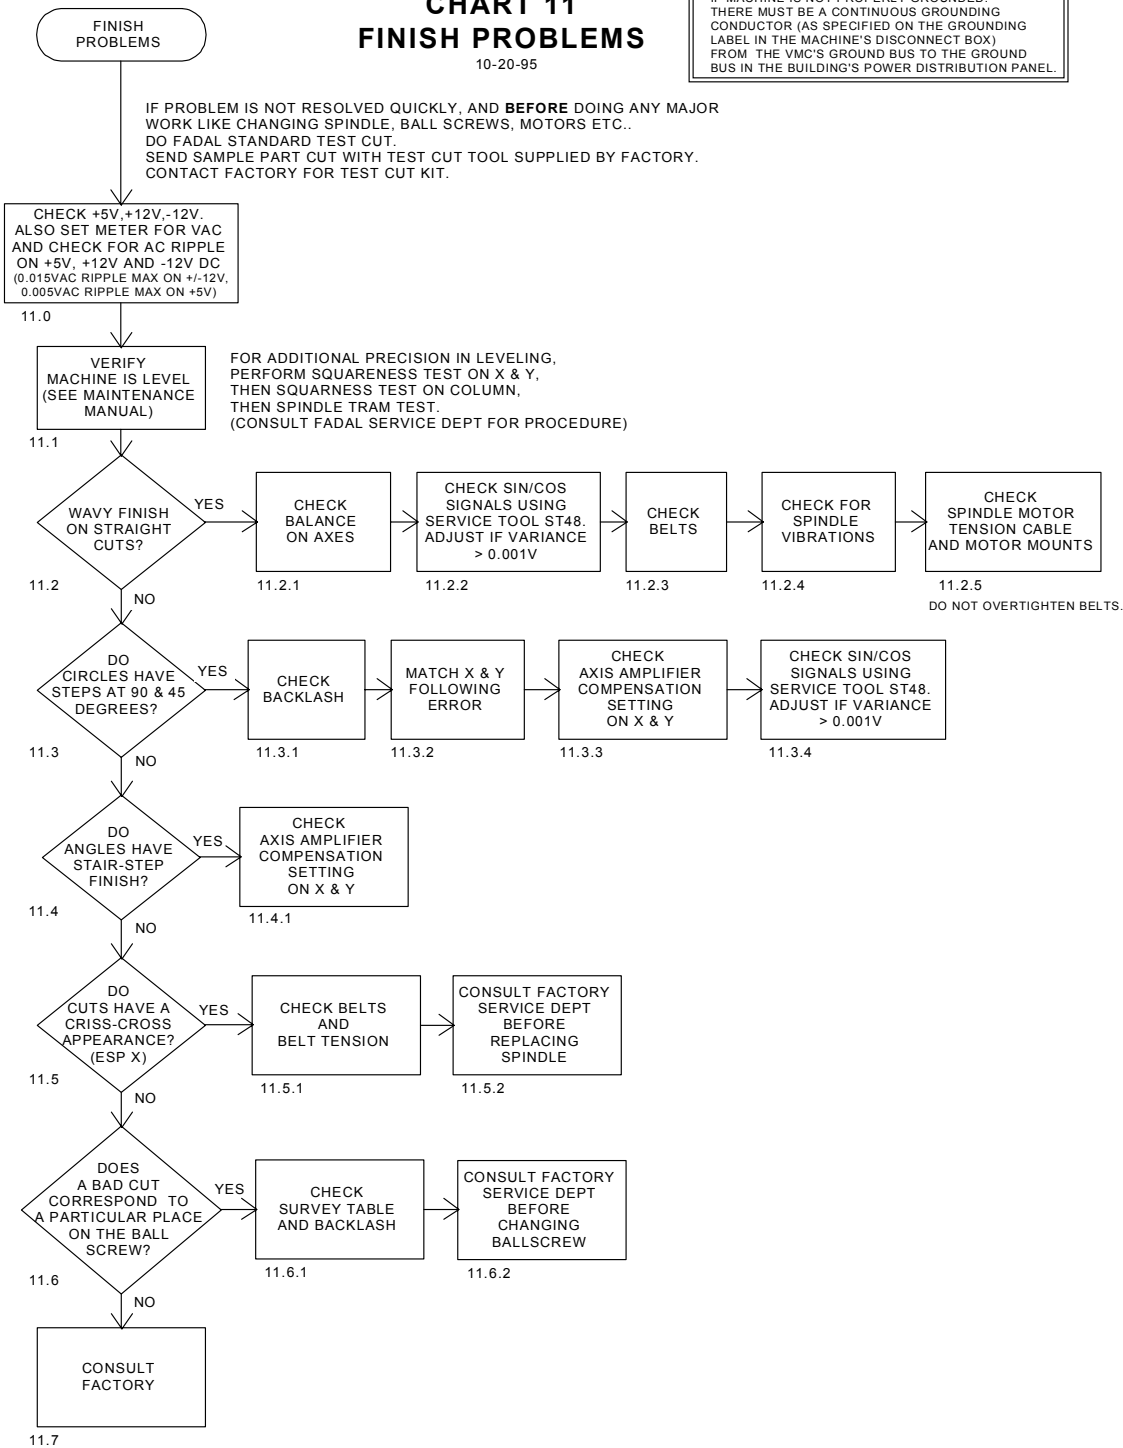 FINISH
PROBLEMS
CHART 11
FINISH PROBLEMS
10-20-95
IF MACHINE IS NOT PROPERLY GROUNDED.
THERE MUST BE A CONTINUOUS GROUNDING
CONDUCTOR (AS SPECIFIED ON THE GROUNDING
LABEL IN THE MACHINE'S DISCONNECT BOX)
FROM THE VMC'S GROUND BUS TO THE GROUND
BUS IN THE BUILDING'S POWER DISTRIBUTION PANEL.
IF PROBLEM IS NOT RESOLVED QUICKLY, AND BEFORE DOING ANY MAJOR
WORK LIKE CHANGING SPINDLE, BALL SCREWS, MOTORS ETC..
DO FADAL STANDARD TEST CUT.
SEND SAMPLE PART CUT WITH TEST CUT TOOL SUPPLIED BY FACTORY.
CONTACT FACTORY FOR TEST CUT KIT.
CHECK +5V,+12V,-12V.
ALSO SET METER FOR VAC
AND CHECK FOR AC RIPPLE
ON +5V, +12V AND -12V DC
(0.015VAC RIPPLE MAX ON +/-12V,
0.005VAC RIPPLE MAX ON +5V)
11.0
VERIFY
MACHINE IS LEVEL
(SEE MAINTENANCE
MANUAL)
11.1
FOR ADDITIONAL PRECISION IN LEVELING,
PERFORM SQUARENESS TEST ON X & Y,
THEN SQUARNESS TEST ON COLUMN,
THEN SPINDLE TRAM TEST.
(CONSULT FADAL SERVICE DEPT FOR PROCEDURE)
WAVY FINISH
ON STRAIGHT
CUTS?
11.2
YES
NO
CHECK
BALANCE
ON AXES
11.2.1
CHECK SIN/COS
SIGNALS USING
SERVICE TOOL ST48.
ADJUST IF VARIANCE
> 0.001V
11.2.2
CHECK
BELTS
11.2.3
CHECK FOR
SPINDLE
VIBRATIONS
11.2.4
CHECK
SPINDLE MOTOR
TENSION CABLE
AND MOTOR MOUNTS
11.2.5
DO NOT OVERTIGHTEN BELTS.
DO
CIRCLES HAVE
STEPS AT 90 & 45
DEGREES?
11.3
YES
NO
CHECK
BACKLASH
11.3.1
MATCH X & Y
FOLLOWING
ERROR
11.3.2
CHECK
AXIS AMPLIFIER
COMPENSATION
SETTING
ON X & Y
11.3.3
CHECK SIN/COS
SIGNALS USING
SERVICE TOOL ST48.
ADJUST IF VARIANCE
> 0.001V
11.3.4
DO
ANGLES HAVE
STAIR-STEP
FINISH?
11.4
YES
NO
CHECK
AXIS AMPLIFIER
COMPENSATION
SETTING
ON X & Y
11.4.1
DO
CUTS HAVE A
CRISS-CROSS
APPEARANCE?
(ESP X)
11.5
YES
NO
CHECK BELTS
AND
BELT TENSION
11.5.1
CONSULT FACTORY
SERVICE DEPT
BEFORE
REPLACING
SPINDLE
11.5.2
DOES
A BAD CUT
CORRESPOND TO
A PARTICULAR PLACE
ON THE BALL
SCREW?
11.6
YES
NO
CHECK
SURVEY TABLE
AND BACKLASH
11.6.1
CONSULT FACTORY
SERVICE DEPT
BEFORE
CHANGING
BALLSCREW
11.6.2
CONSULT
FACTORY
11.7